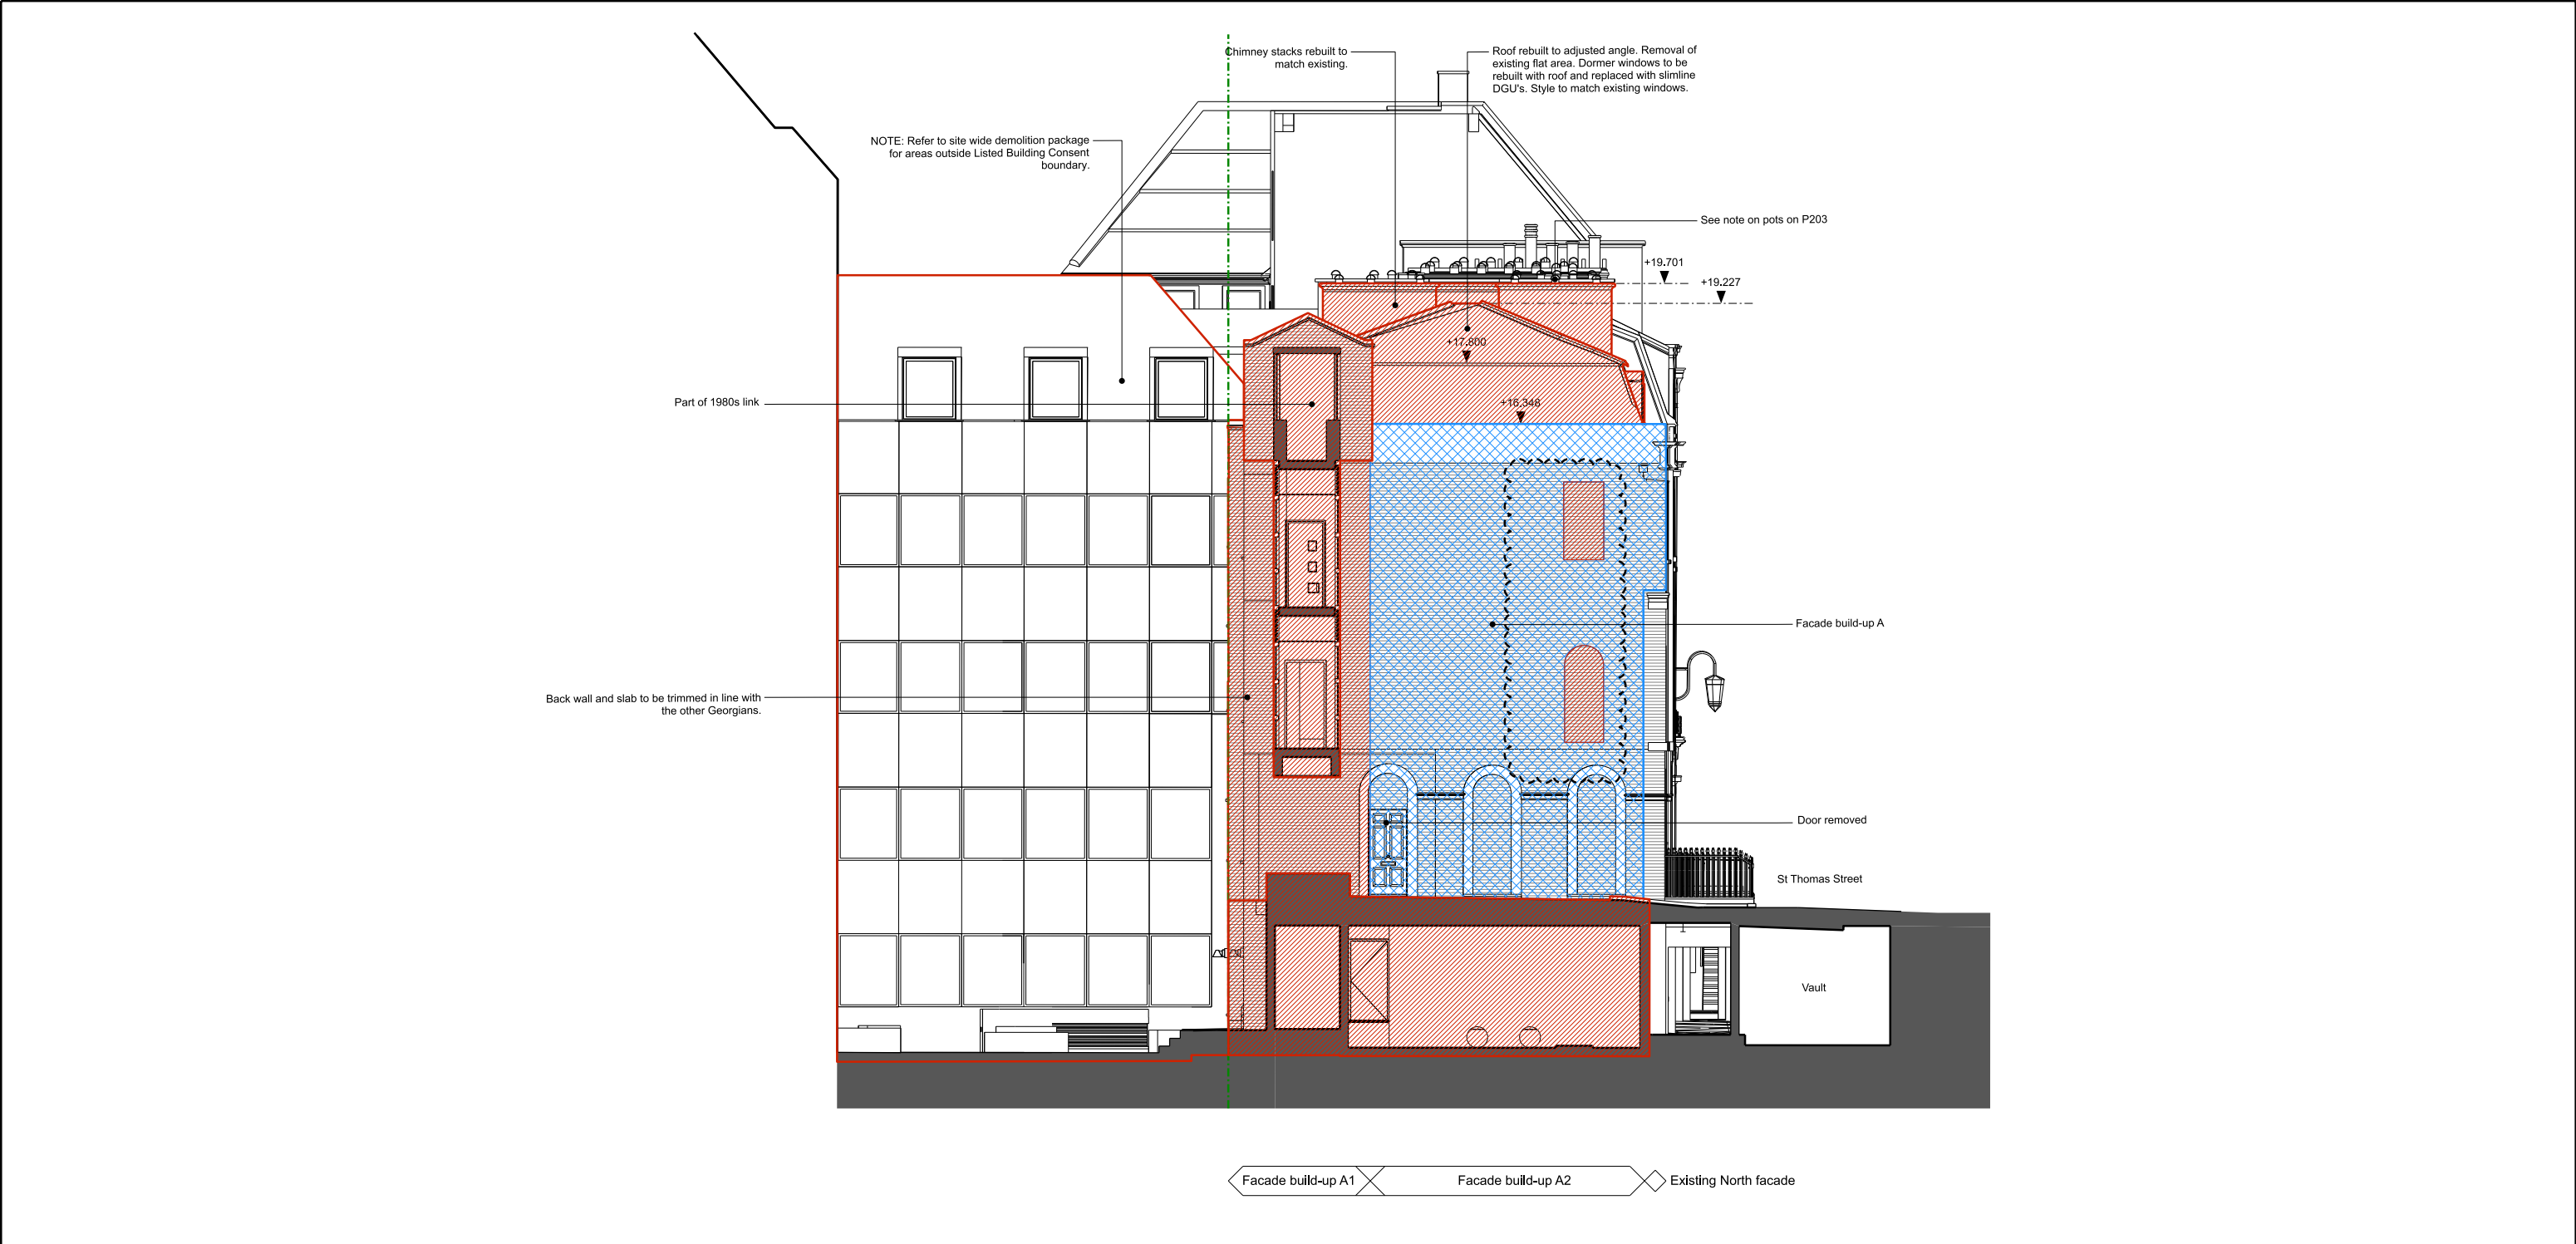 Chimney stacks rebuilt to
match existing.
Roof rebuilt to adjusted angle. Removal of
existing flat area. Dormer windows to be
rebuilt with roof and replaced with slimline
DGU's. Style to match existing windows.
NOTE: Refer to site wide demolition package
for areas outside Listed Building Consent
boundary.
See note on pots on P203
+19.701
+19.227
+17.600
Part of 1980s link
+15.348
Facade build-up A
Back wall and slab to be trimmed in line with
the other Georgians.
Door removed
St Thomas Street
Vault
Facade build-up A1
Facade build-up A2
Existing North facade